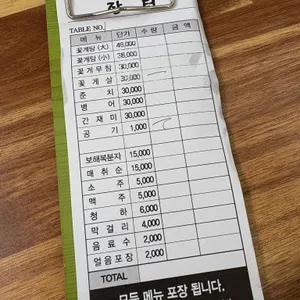 장 터
TABLE NO.
메 뉴 단가 수 량 금 액
꽃게탕 (大) 48,000
꽃게탕 (小) 38,000
꽃 게 무 침 30,000
꽃 게 살 30,000
준 치 30,000
병 어 30,000
간 재 미 30,000
공 기 1,000
보해복분자 15,000
매 취 순 15,000
소 주 5,000
맥 주 5,000
청 하 6,000
막 걸 리 4,000
음 료 수 2,000
얼음포장 2,000
TOTAL
모든 메뉴 포장 됩니다.